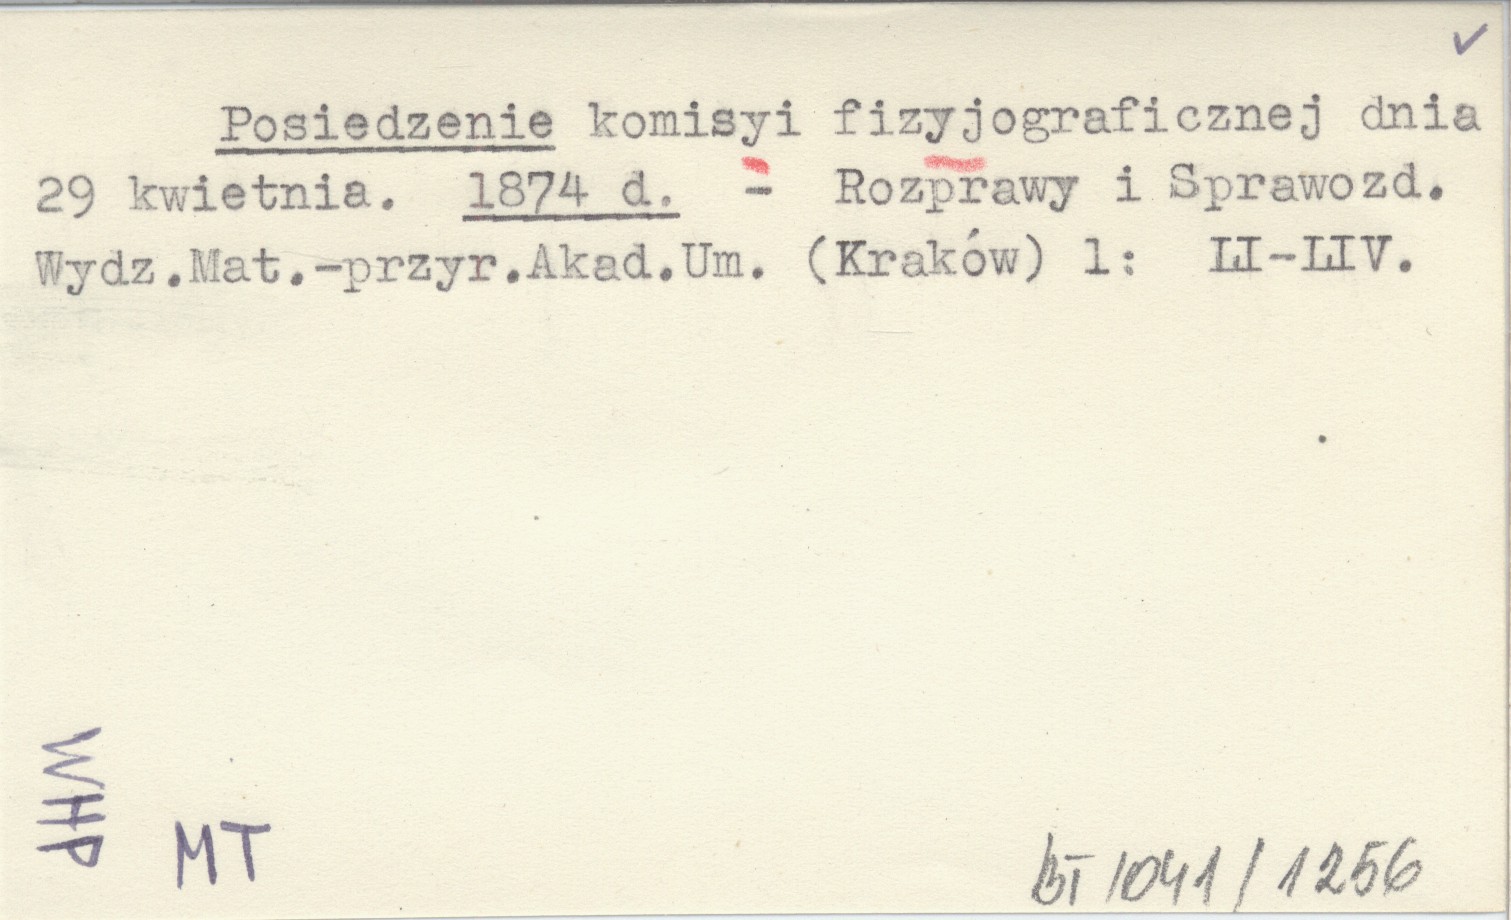 Posiedzenie komisyi fizyjograficznej dnia
29 kwietnia. 1874 d. - Rozprawy i Sprawozd.
Wydz.Mat.-przyr.Akad.Um. (Kraków) 1: LI-LIV.
WHP
MT
BT 1041/1256